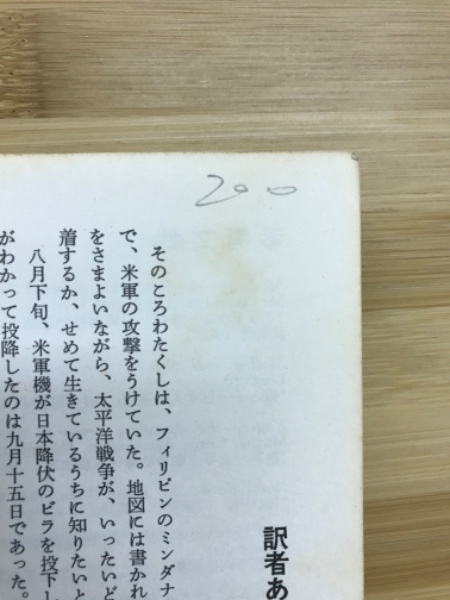 200
訳者あ
そのころわたくしは、フィリピンのミンダナ
で、米軍の攻撃をうけていた。地図には書かれ
をさまよいながら、太平洋戦争が、いったいど
着するか、せめて生きているうちに知りたいと
八月下旬、米軍機が日本降伏のビラを投下し
がわかって投降したのは九月十五日であった。